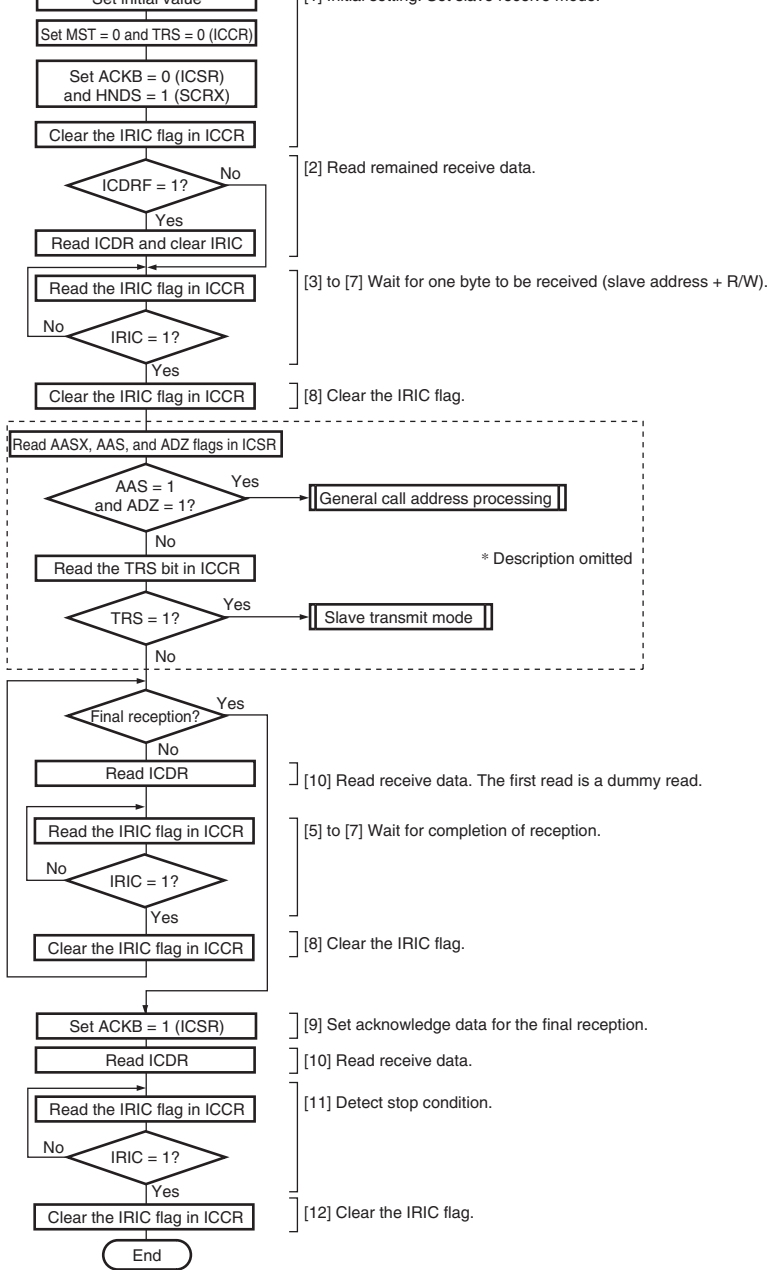 Set initial value
[1] Initial setting. Set slave receive mode.
Set MST = 0 and TRS = 0 (ICCR)
Set ACKB = 0 (ICSR)
and HNDS = 1 (SCRX)
Clear the IRIC flag in ICCR
[2] Read remained receive data.
ICDRF = 1?
No
Yes
Read ICDR and clear IRIC
[3] to [7] Wait for one byte to be received (slave address + R/W).
Read the IRIC flag in ICCR
No
IRIC = 1?
Yes
Clear the IRIC flag in ICCR
[8] Clear the IRIC flag.
Read AASX, AAS, and ADZ flags in ICSR
AAS = 1
and ADZ = 1?
Yes
General call address processing
No
Read the TRS bit in ICCR
* Description omitted
TRS = 1?
Yes
Slave transmit mode
No
Final reception?
Yes
No
Read ICDR
[10] Read receive data. The first read is a dummy read.
Read the IRIC flag in ICCR
[5] to [7] Wait for completion of reception.
No
IRIC = 1?
Yes
Clear the IRIC flag in ICCR
[8] Clear the IRIC flag.
Set ACKB = 1 (ICSR)
[9] Set acknowledge data for the final reception.
Read ICDR
[10] Read receive data.
Read the IRIC flag in ICCR
[11] Detect stop condition.
No
IRIC = 1?
Yes
Clear the IRIC flag in ICCR
[12] Clear the IRIC flag.
End